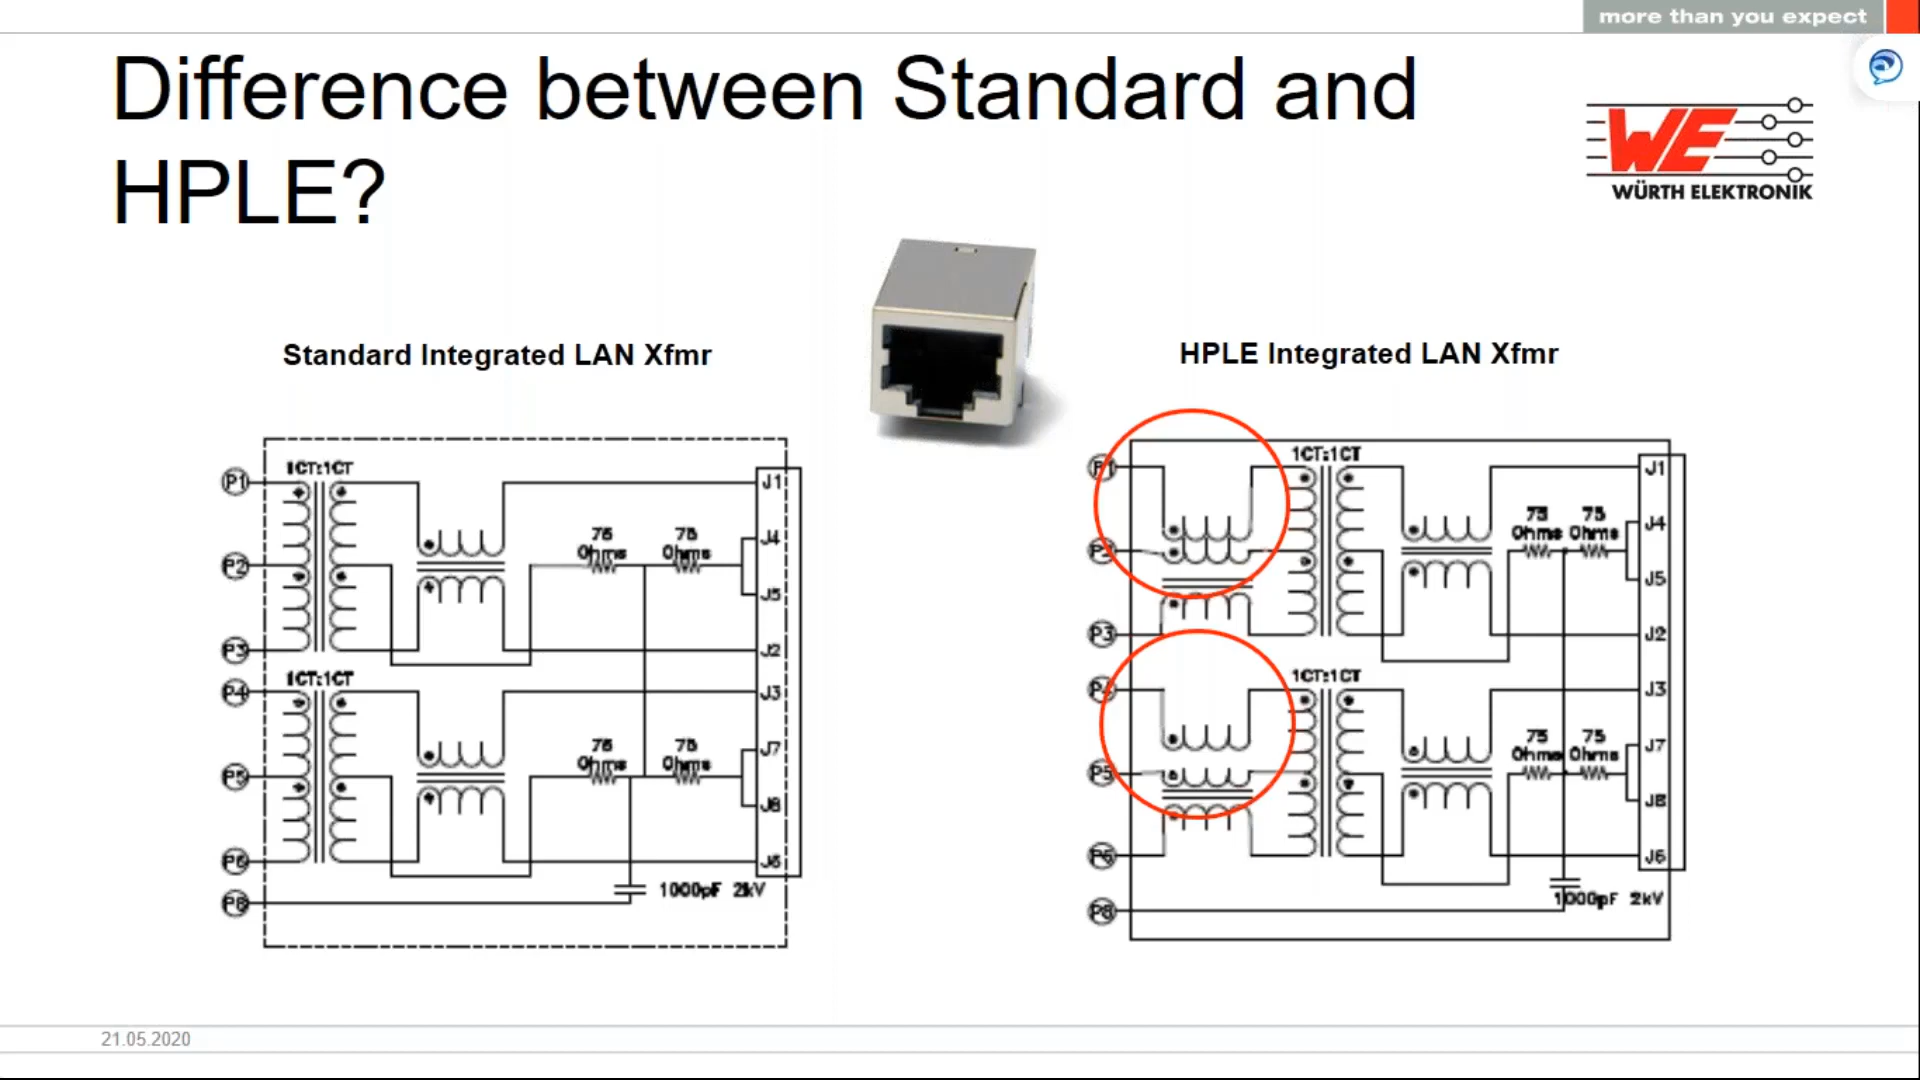 more than you expect
Difference between Standard and
HPLE?
WE
WÜRTH ELEKTRONIK
Standard Integrated LAN Xfmr
HPLE Integrated LAN Xfmr
1CT:1CT
P1
J1
75 75
Ohms Ohms
J4
P2
J5
P3
J2
1CT:1CT
P4
J3
75 75
Ohms Ohms
J7
P5
J8
P6
J6
1000pF 2kV
P8
1CT:1CT
P1
J1
75 75
Ohms Ohms
J4
P2
J5
P3
J2
1CT:1CT
P4
J3
75 75
Ohms Ohms
J7
P5
J8
P6
J6
1000pF 2kV
P8
21.05.2020